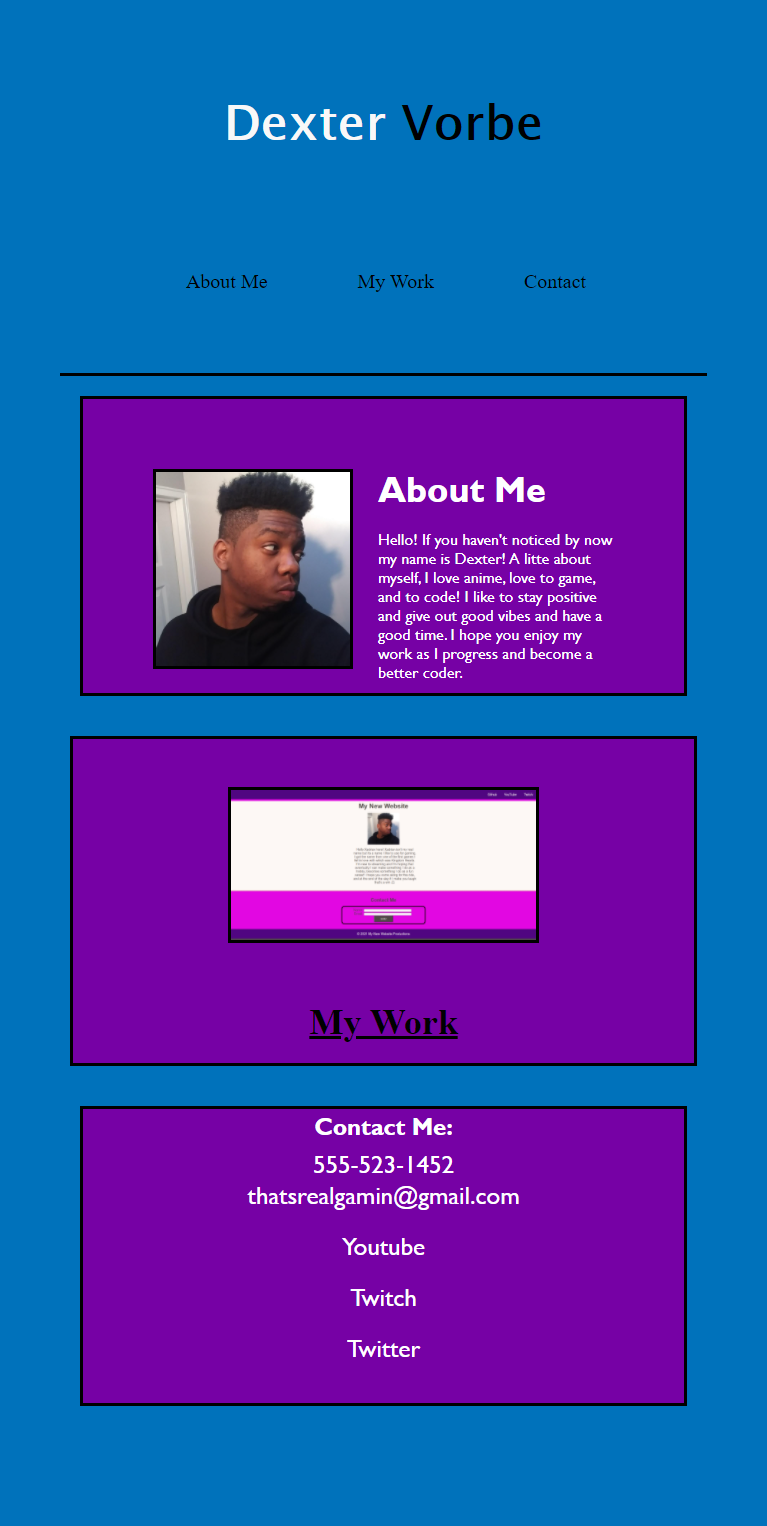 Dexter Vorbe
About Me My Work Contact
About Me
Hello! If you haven't noticed by now
my name is Dexter! A litte about
myself, I love anime, love to game,
and to code! I like to stay positive
and give out good vibes and have a
good time. I hope you enjoy my
work as I progress and become a
better coder.
My New Website
My Work
Contact Me:
555-523-1452
thatsrealgamin@gmail.com
Youtube
Twitch
Twitter